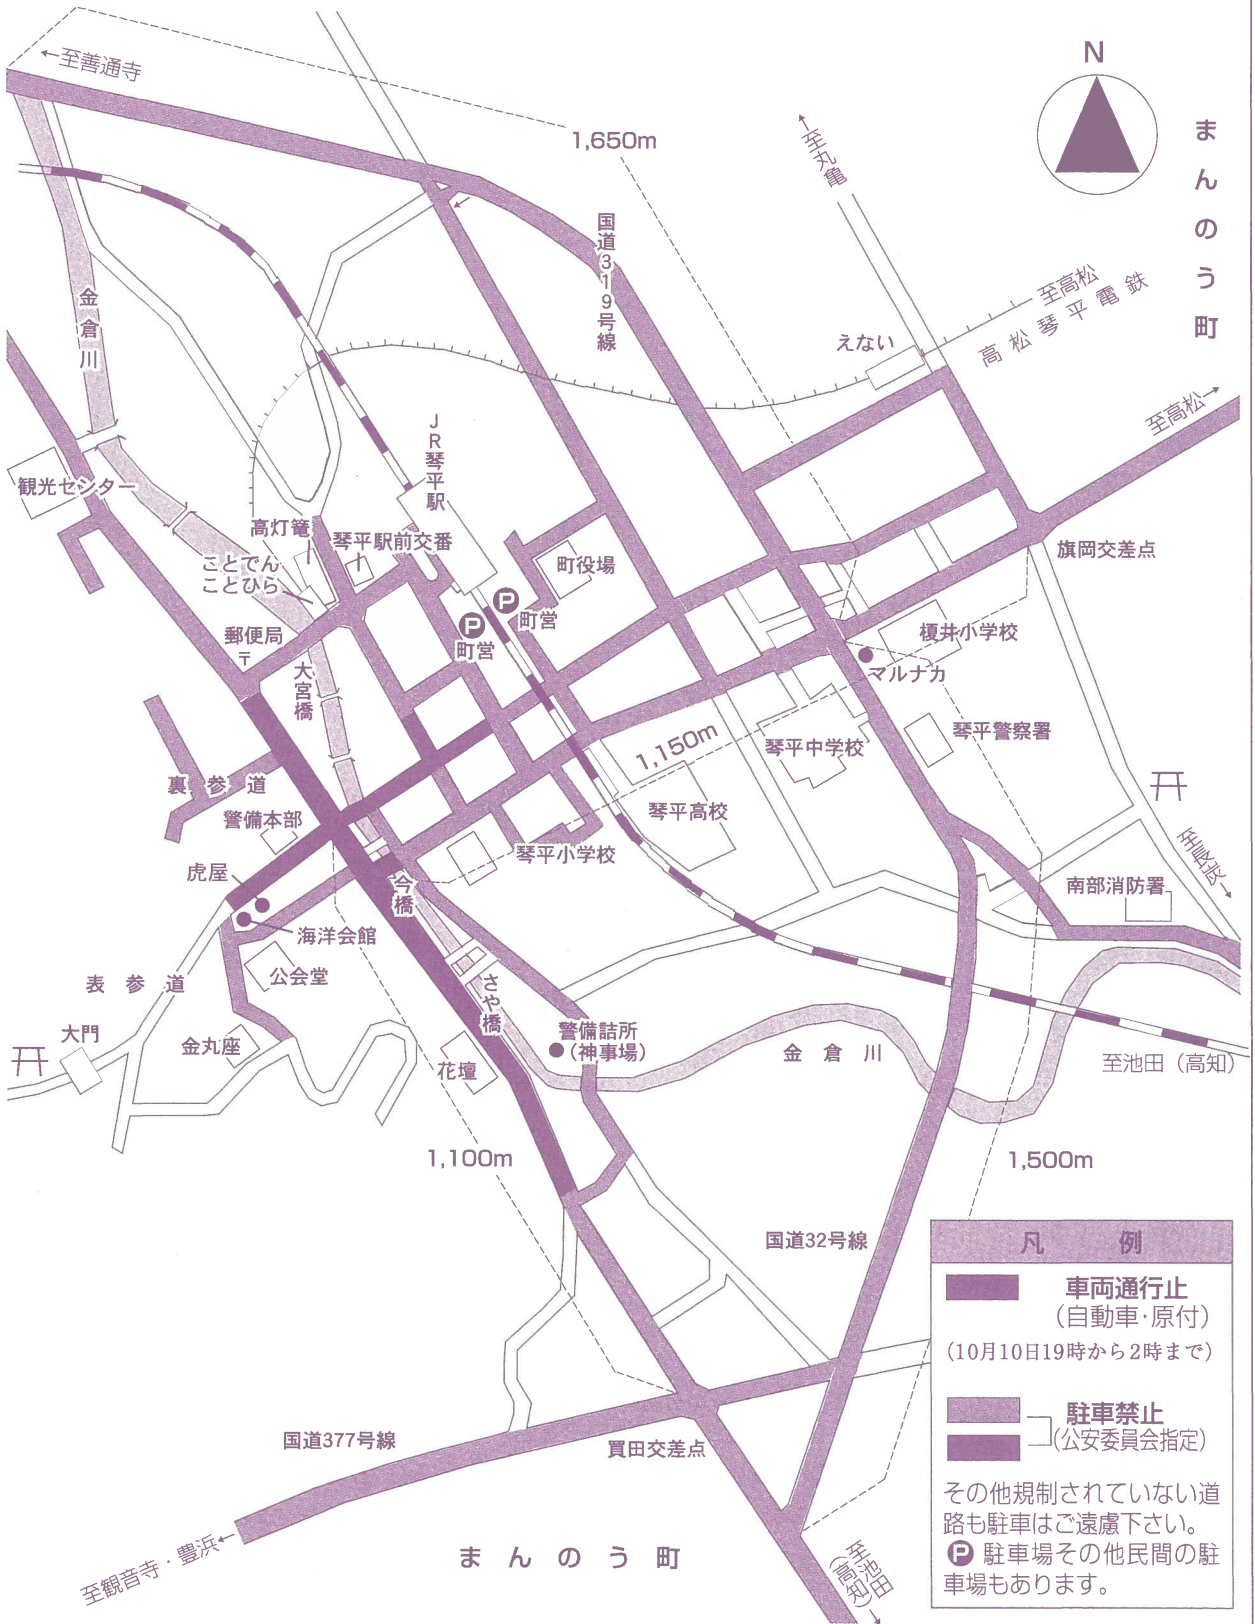 ←至善通寺
N
1,650m
↑至丸亀
まんのう町
国道319号線
至高松
高松琴平電鉄
金倉川
えない
至高松→
JR琴平駅
観光センター
高灯篭
琴平駅前交番
ことでん
ことひら
町役場
旗岡交差点
P
町営
P
町営
郵便局
〒
榎井小学校
マルナカ
大宮橋
1,150m
琴平中学校
琴平警察署
裏参道
警備本部
琴平高校
琴平小学校
虎屋
今橋
至長炭→
南部消防署
海洋会館
公会堂
表参道
さや橋
大門
金丸座
花壇
警備詰所
（神事場）
金倉川
至池田（高知）
1,100m
1,500m
国道32号線
国道377号線
買田交差点
至観音寺・豊浜←
まんのう町
至池田
（高知）→
凡例
車両通行止
（自動車・原付）
(10月10日19時から2時まで)
駐車禁止
(公安委員会指定)
その他規制されていない道
路も駐車はご遠慮下さい。
P 駐車場その他民間の駐
車場もあります。